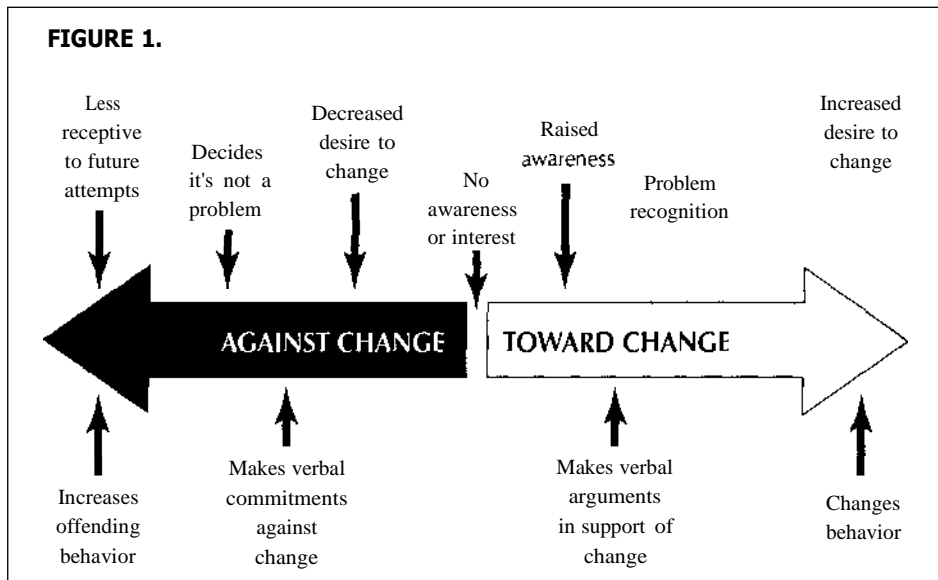 FIGURE 1.
Less
receptive
to future
attempts
Decides
it's not a
problem
Decreased
desire to
change
No
awareness
or interest
Raised
awareness
Problem
recognition
Increased
desire to
change
AGAINST CHANGE
TOWARD CHANGE
Increases
offending
behavior
Makes verbal
commitments
against
change
Makes verbal
arguments
in support of
change
Changes
behavior